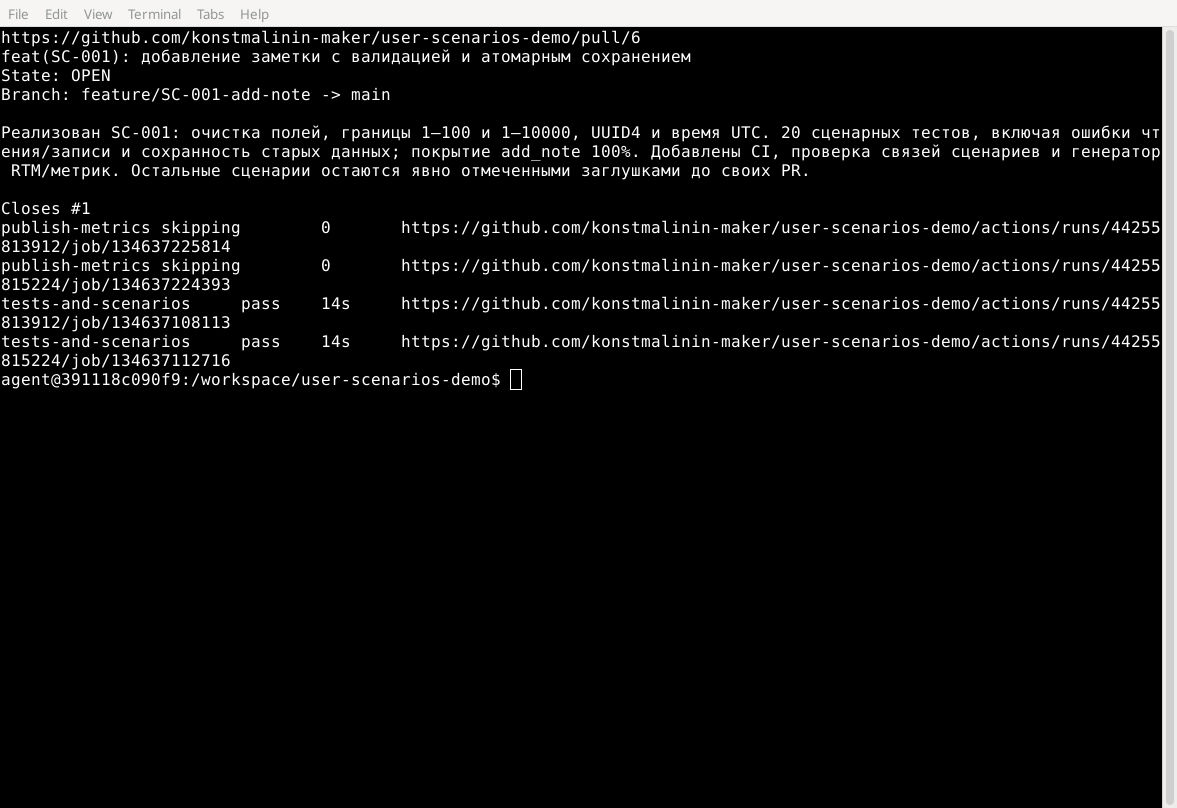 File Edit View Terminal Tabs Help
https://github.com/konstmalinin-maker/user-scenarios-demo/pull/6
feat(SC-001): добавление заметки с валидацией и атомарным сохранением
State: OPEN
Branch: feature/SC-001-add-note -> main
Реализован SC-001: очистка полей, границы 1–100 и 1–10000, UUID4 и время UTC. 20 сценарных тестов, включая ошибки чт
ения/записи и сохранность старых данных; покрытие add_note 100%. Добавлены CI, проверка связей сценариев и генератор
RTM/метрик. Остальные сценарии остаются явно отмеченными заглушками до своих PR.
Closes #1
publish-metrics skipping 0 https://github.com/konstmalinin-maker/user-scenarios-demo/actions/runs/44255
813912/job/134637225814
publish-metrics skipping 0 https://github.com/konstmalinin-maker/user-scenarios-demo/actions/runs/44255
815224/job/134637224393
tests-and-scenarios pass 14s https://github.com/konstmalinin-maker/user-scenarios-demo/actions/runs/44255
813912/job/134637108113
tests-and-scenarios pass 14s https://github.com/konstmalinin-maker/user-scenarios-demo/actions/runs/44255
815224/job/134637112716
agent@391118c090f9:/workspace/user-scenarios-demo$